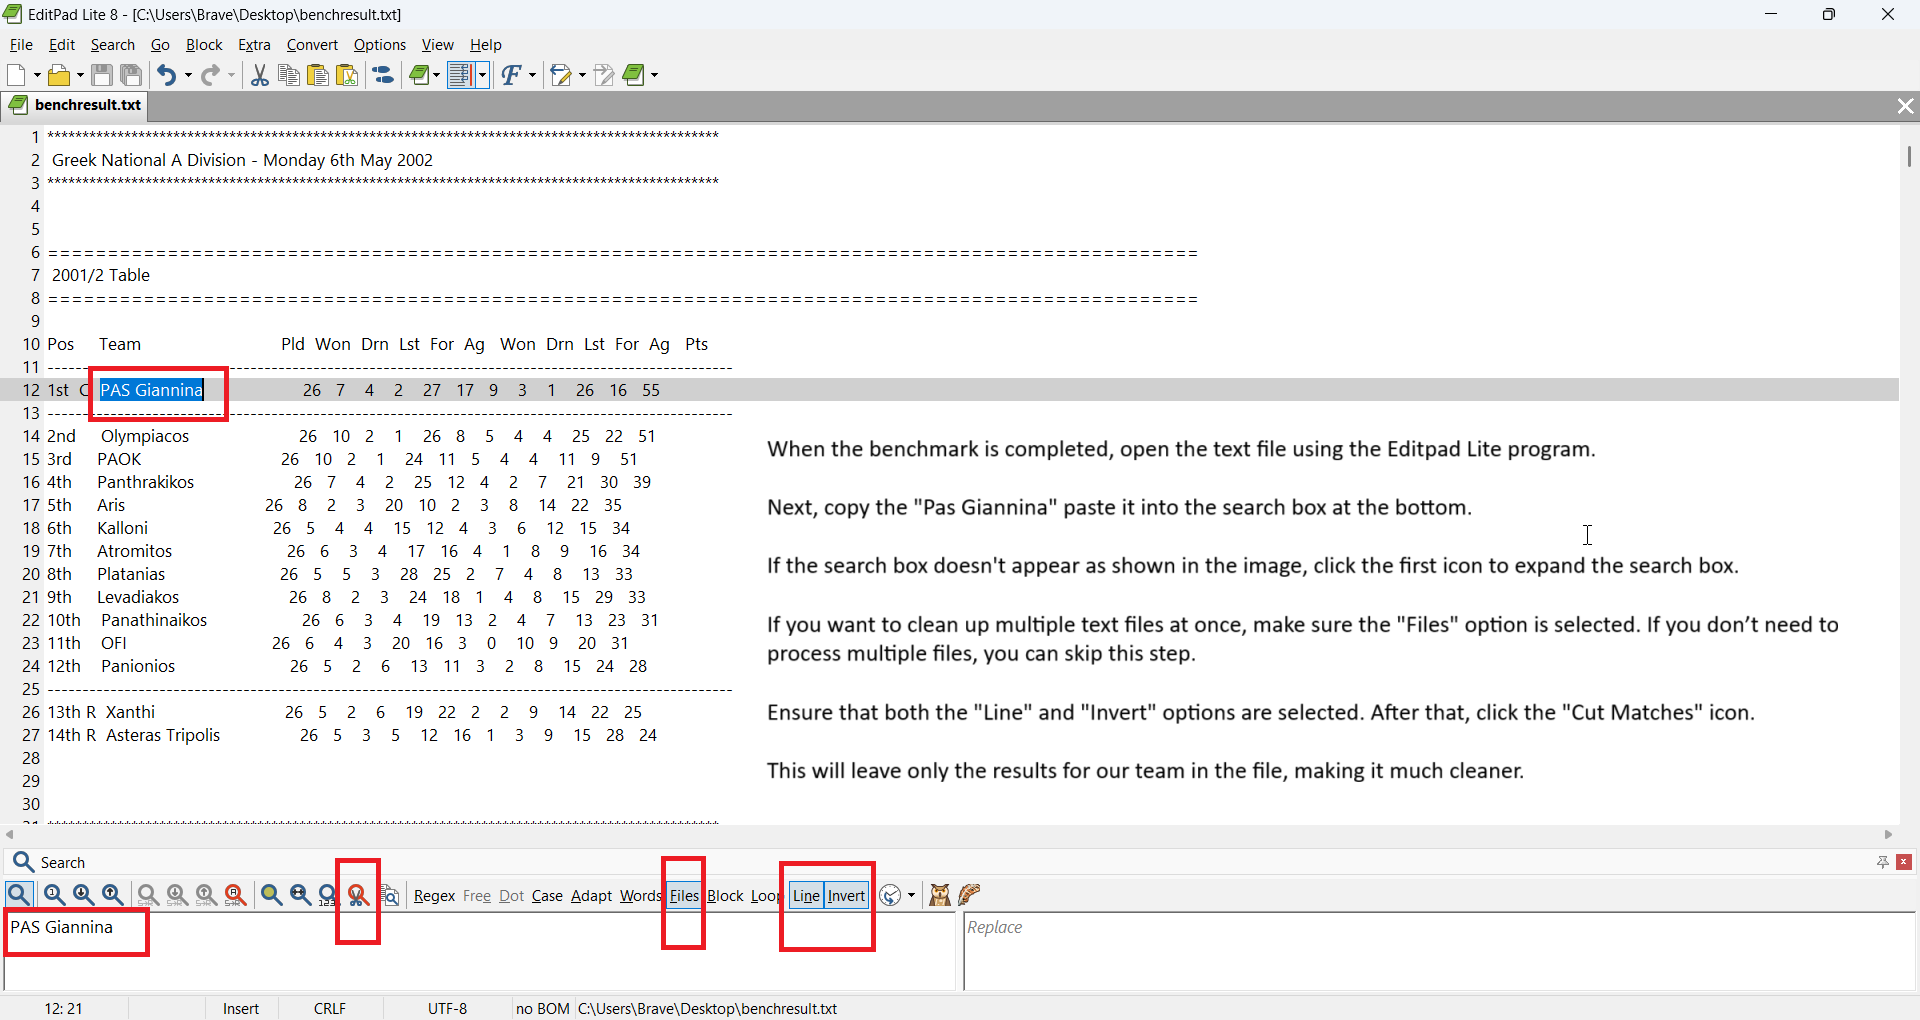 EditPad Lite 8 - [C:\Users\Brave\Desktop\benchresult.txt]
File Edit Search Go Block Extra Convert Options View Help
benchresult.txt
1 ************************************************************************************************
2 Greek National A Division - Monday 6th May 2002
3 ************************************************************************************************
4
5
6 ================================================================================================
7 2001/2 Table
8 ================================================================================================
9
10 Pos Team Pld Won Drn Lst For Ag Won Drn Lst For Ag Pts
11 ------------------------------------------------------------------------------------------------
12 1st C PAS Giannina 26 7 4 2 27 17 9 3 1 26 16 55
13 ------------------------------------------------------------------------------------------------
14 2nd Olympiacos 26 10 2 1 26 8 5 4 4 25 22 51
15 3rd PAOK 26 10 2 1 24 11 5 4 4 11 9 51
16 4th Panthrakikos 26 7 4 2 25 12 4 2 7 21 30 39
17 5th Aris 26 8 2 3 20 10 2 3 8 14 22 35
18 6th Kalloni 26 5 4 4 15 12 4 3 6 12 15 34
19 7th Atromitos 26 6 3 4 17 16 4 1 8 9 16 34
20 8th Platanias 26 5 5 3 28 25 2 7 4 8 13 33
21 9th Levadiakos 26 8 2 3 24 18 1 4 8 15 29 33
22 10th Panathinaikos 26 6 3 4 19 13 2 4 7 13 23 31
23 11th OFI 26 6 4 3 20 16 3 0 10 9 20 31
24 12th Panionios 26 5 2 6 13 11 3 2 8 15 24 28
25 ------------------------------------------------------------------------------------------------
26 13th R Xanthi 26 5 2 6 19 22 2 2 9 14 22 25
27 14th R Asteras Tripolis 26 5 3 5 12 16 1 3 9 15 28 24
28
29
30
When the benchmark is completed, open the text file using the Editpad Lite program.
Next, copy the "Pas Giannina" paste it into the search box at the bottom.
If the search box doesn't appear as shown in the image, click the first icon to expand the search box.
If you want to clean up multiple text files at once, make sure the "Files" option is selected. If you don’t need to
process multiple files, you can skip this step.
Ensure that both the "Line" and "Invert" options are selected. After that, click the "Cut Matches" icon.
This will leave only the results for our team in the file, making it much cleaner.
Search
Regex Free Dot Case Adapt Words Files Block Loop Line Invert
PAS Giannina
Replace
12: 21 Insert CRLF UTF-8 no BOM C:\Users\Brave\Desktop\benchresult.txt